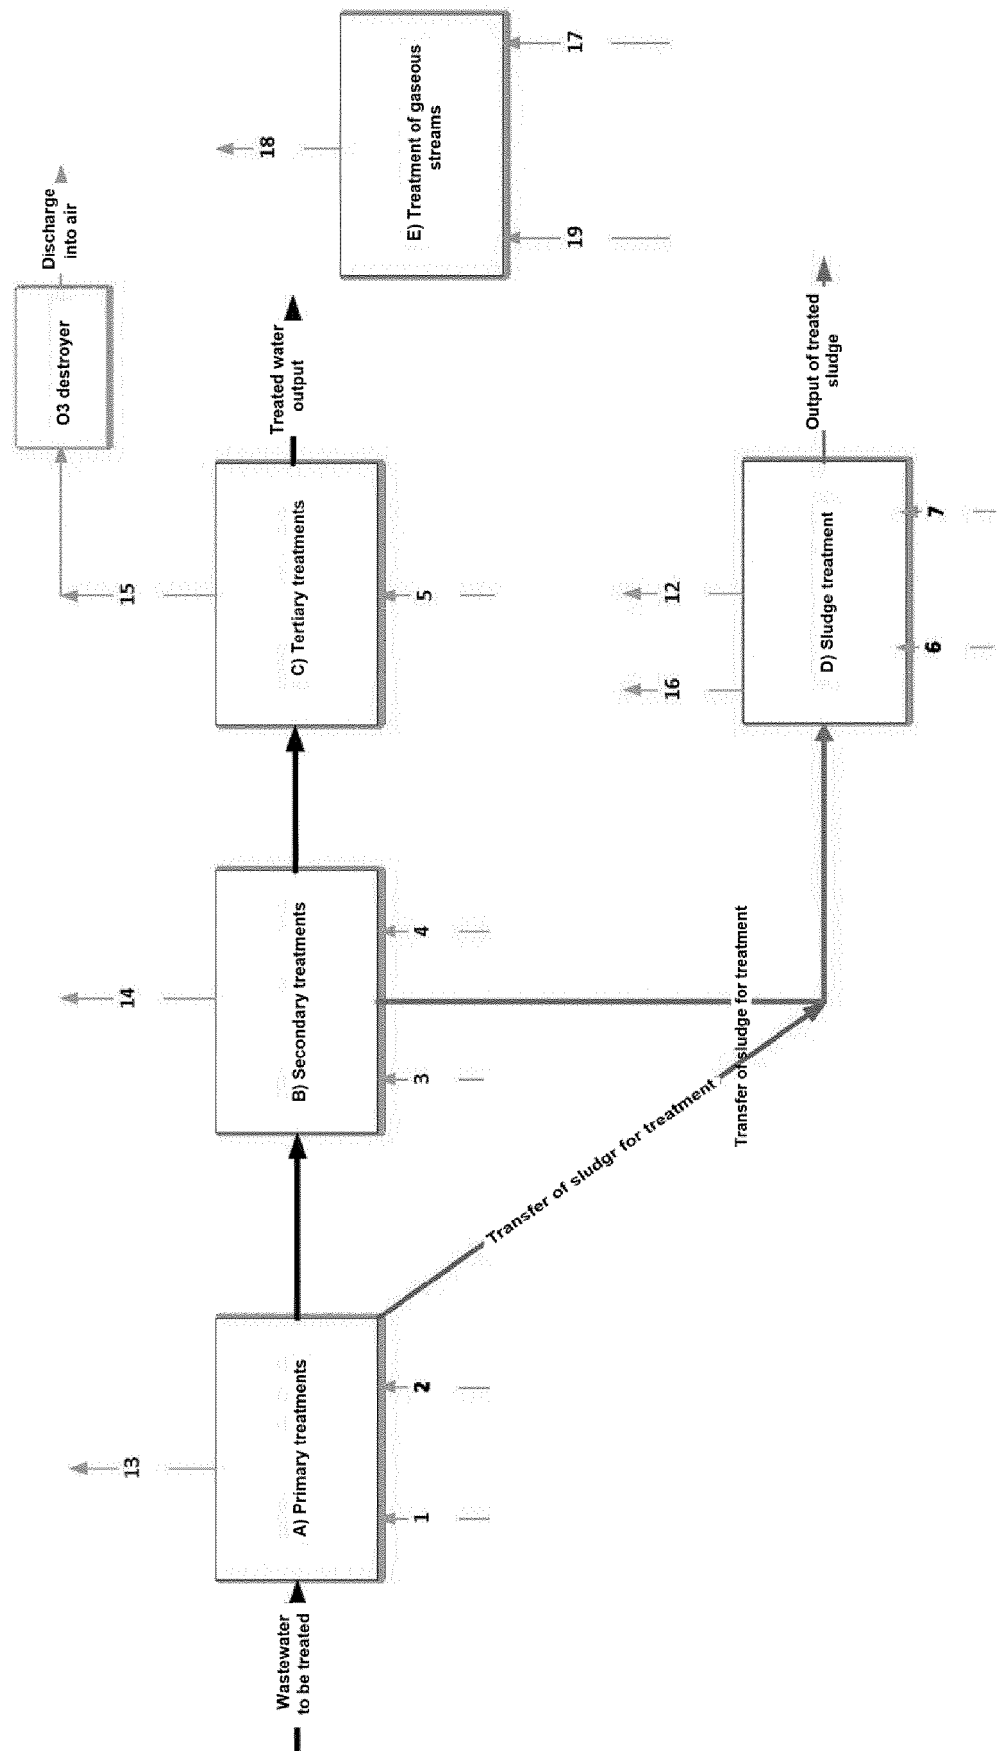 Wastewater
to be treated
A) Primary treatments
13
1
2
Transfer of sludgr for treatment
B) Secondary treatments
14
3
4
Transfer of sludge for treatment
C) Tertiary treatments
15
5
O3 destroyer
Discharge
into air
Treated water
output
D) Sludge treatment
16
12
6
7
Output of treated
sludge
E) Treatment of gaseous
streams
18
19
17